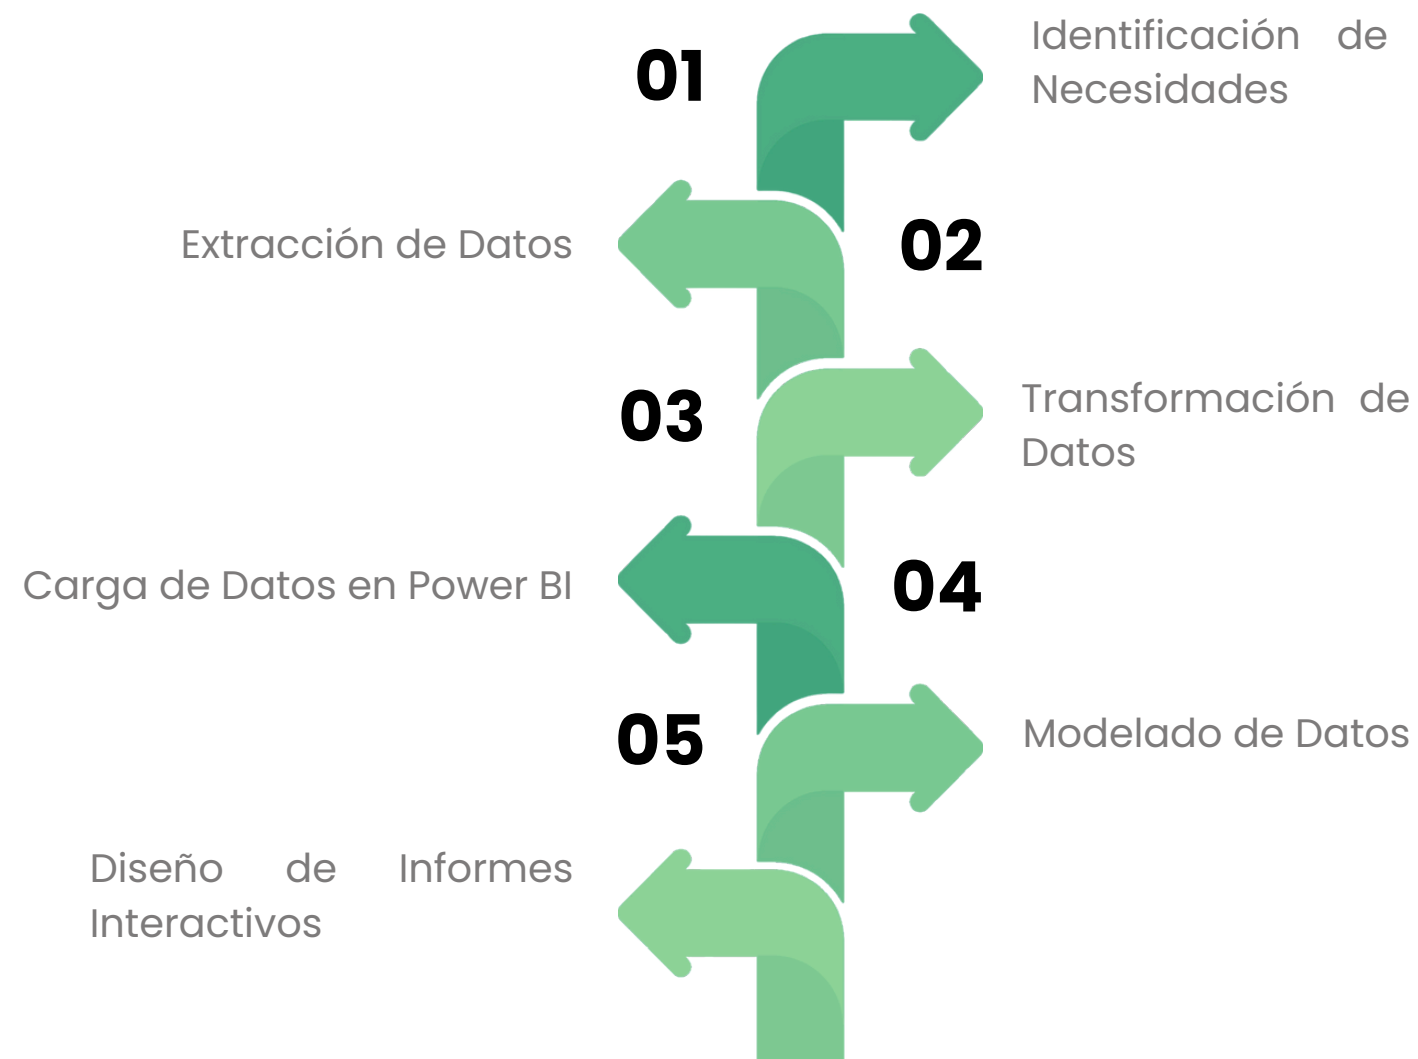 01
Identificación de
Necesidades
Extracción de Datos
02
03
Transformación de
Datos
Carga de Datos en Power BI
04
05
Modelado de Datos
Diseño de Informes
Interactivos